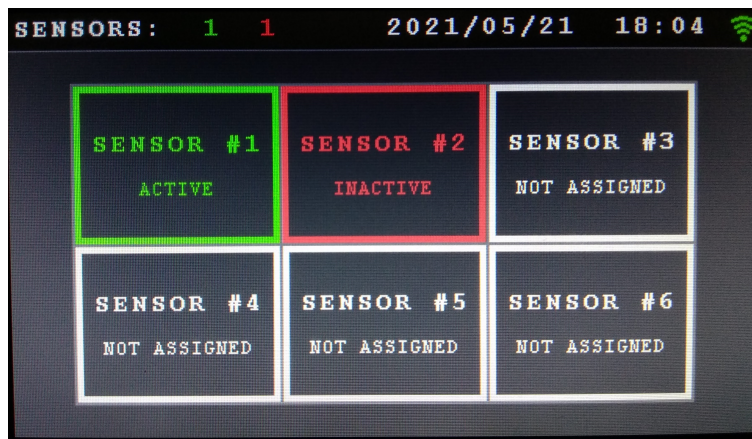 SENSORS: 1 1 2021/05/21 18:04
SENSOR #1
ACTIVE
SENSOR #2
INACTIVE
SENSOR #3
NOT ASSIGNED
SENSOR #4
NOT ASSIGNED
SENSOR #5
NOT ASSIGNED
SENSOR #6
NOT ASSIGNED